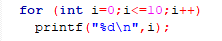 for (int i=0;i<=10;i++)
printf("%d\n",i);